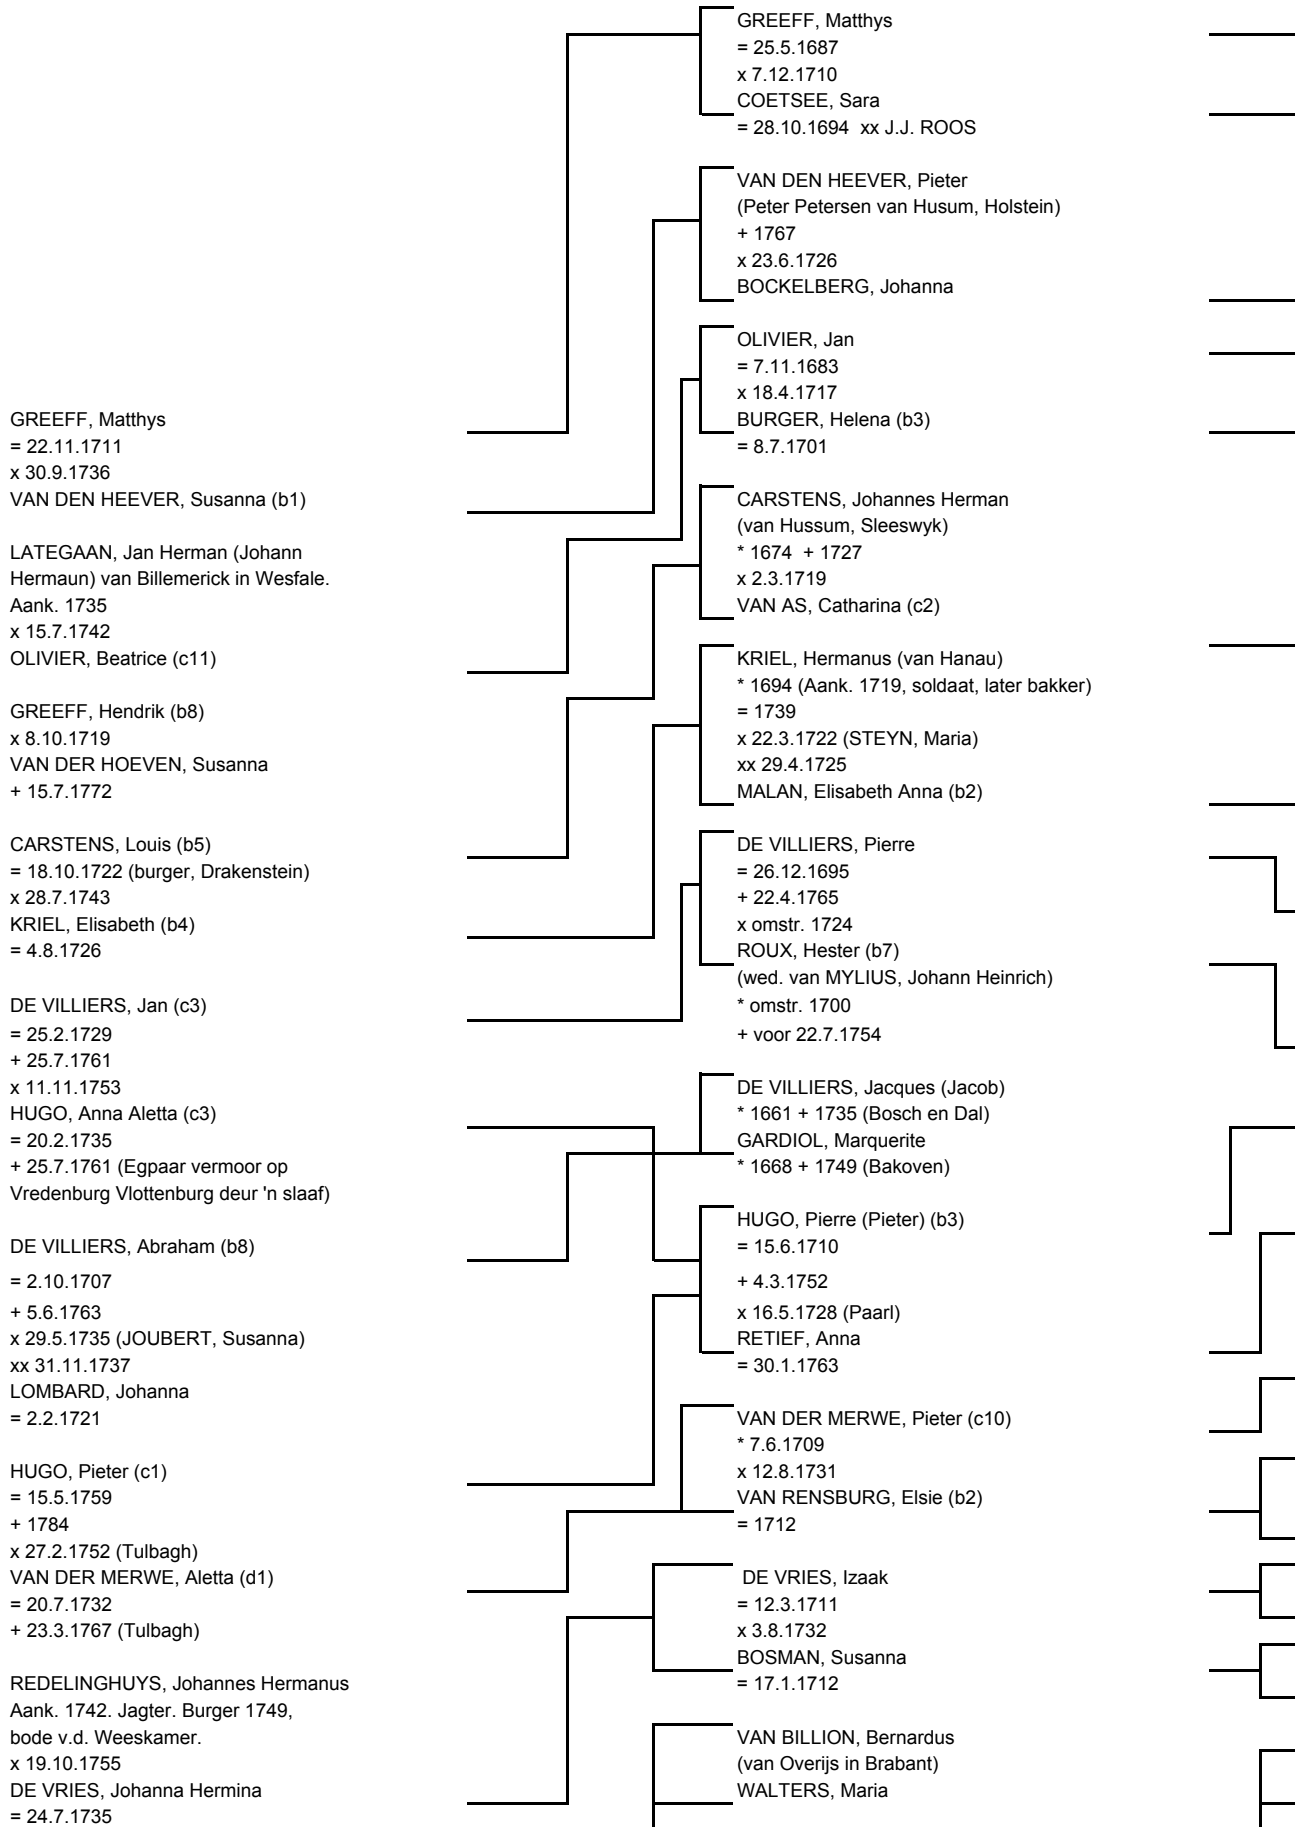 GREEFF, Matthys
= 22.11.1711
x 30.9.1736
VAN DEN HEEVER, Susanna (b1)
LATEGAAN, Jan Herman (Johann
Hermaun) van Billemerick in Wesfale.
Aank. 1735
x 15.7.1742
OLIVIER, Beatrice (c11)
GREEFF, Hendrik (b8)
x 8.10.1719
VAN DER HOEVEN, Susanna
+ 15.7.1772
CARSTENS, Louis (b5)
= 18.10.1722 (burger, Drakenstein)
x 28.7.1743
KRIEL, Elisabeth (b4)
= 4.8.1726
DE VILLIERS, Jan (c3)
= 25.2.1729
+ 25.7.1761
x 11.11.1753
HUGO, Anna Aletta (c3)
= 20.2.1735
+ 25.7.1761 (Egpaar vermoor op
Vredenburg Vlottenburg deur 'n slaaf)
DE VILLIERS, Abraham (b8)
= 2.10.1707
+ 5.6.1763
x 29.5.1735 (JOUBERT, Susanna)
xx 31.11.1737
LOMBARD, Johanna
= 2.2.1721
HUGO, Pieter (c1)
= 15.5.1759
+ 1784
x 27.2.1752 (Tulbagh)
VAN DER MERWE, Aletta (d1)
= 20.7.1732
+ 23.3.1767 (Tulbagh)
REDELINGHUYS, Johannes Hermanus
Aank. 1742. Jagter. Burger 1749,
bode v.d. Weeskamer.
x 19.10.1755
DE VRIES, Johanna Hermina
= 24.7.1735
GREEFF, Matthys
= 25.5.1687
x 7.12.1710
COETSEE, Sara
= 28.10.1694  xx J.J. ROOS
VAN DEN HEEVER, Pieter
(Peter Petersen van Husum, Holstein)
+ 1767
x 23.6.1726
BOCKELBERG, Johanna
OLIVIER, Jan
= 7.11.1683
x 18.4.1717
BURGER, Helena (b3)
= 8.7.1701
CARSTENS, Johannes Herman
(van Hussum, Sleeswyk)
* 1674  + 1727
x 2.3.1719
VAN AS, Catharina (c2)
KRIEL, Hermanus (van Hanau)
* 1694 (Aank. 1719, soldaat, later bakker)
= 1739
x 22.3.1722 (STEYN, Maria)
xx 29.4.1725
MALAN, Elisabeth Anna (b2)
DE VILLIERS, Pierre
= 26.12.1695
+ 22.4.1765
x omstr. 1724
ROUX, Hester (b7)
(wed. van MYLIUS, Johann Heinrich)
* omstr. 1700
+ voor 22.7.1754
DE VILLIERS, Jacques (Jacob)
* 1661 + 1735 (Bosch en Dal)
GARDIOL, Marquerite
* 1668 + 1749 (Bakoven)
HUGO, Pierre (Pieter) (b3)
= 15.6.1710
+ 4.3.1752
x 16.5.1728 (Paarl)
RETIEF, Anna
= 30.1.1763
VAN DER MERWE, Pieter (c10)
* 7.6.1709
x 12.8.1731
VAN RENSBURG, Elsie (b2)
= 1712
DE VRIES, Izaak
= 12.3.1711
x 3.8.1732
BOSMAN, Susanna
= 17.1.1712
VAN BILLION, Bernardus
(van Overijs in Brabant)
WALTERS, Maria